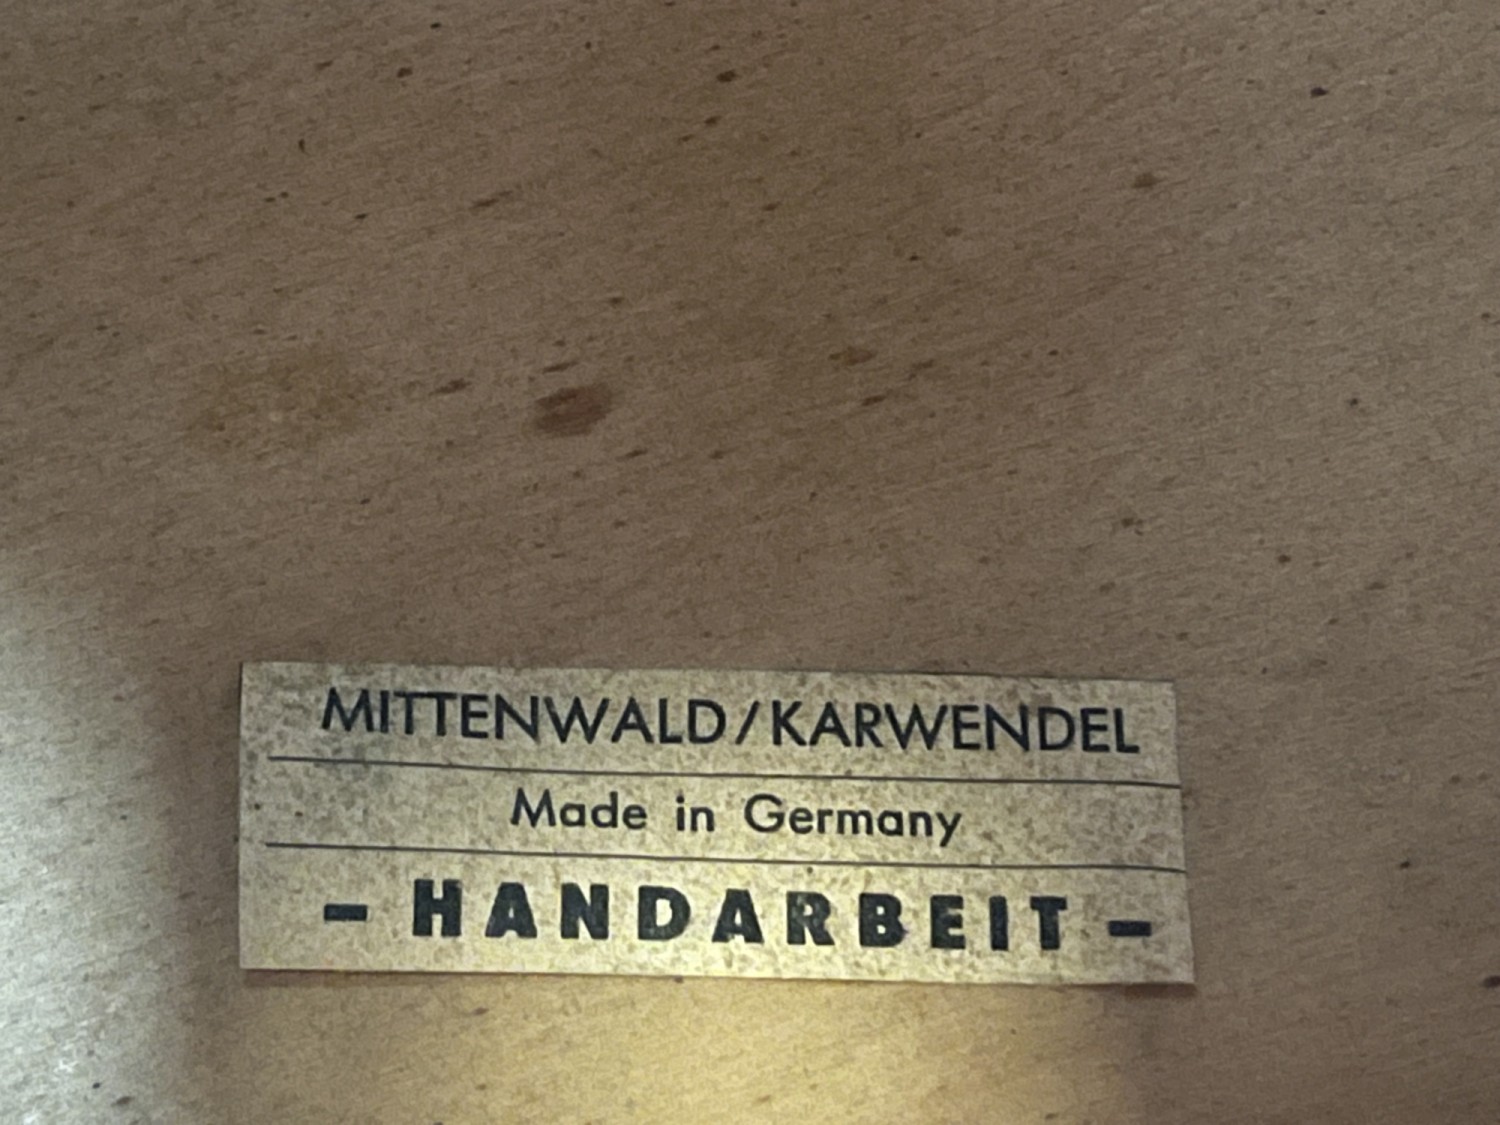 MITTENWALD/KARWENDEL
Made in Germany
- HANDARBEIT -